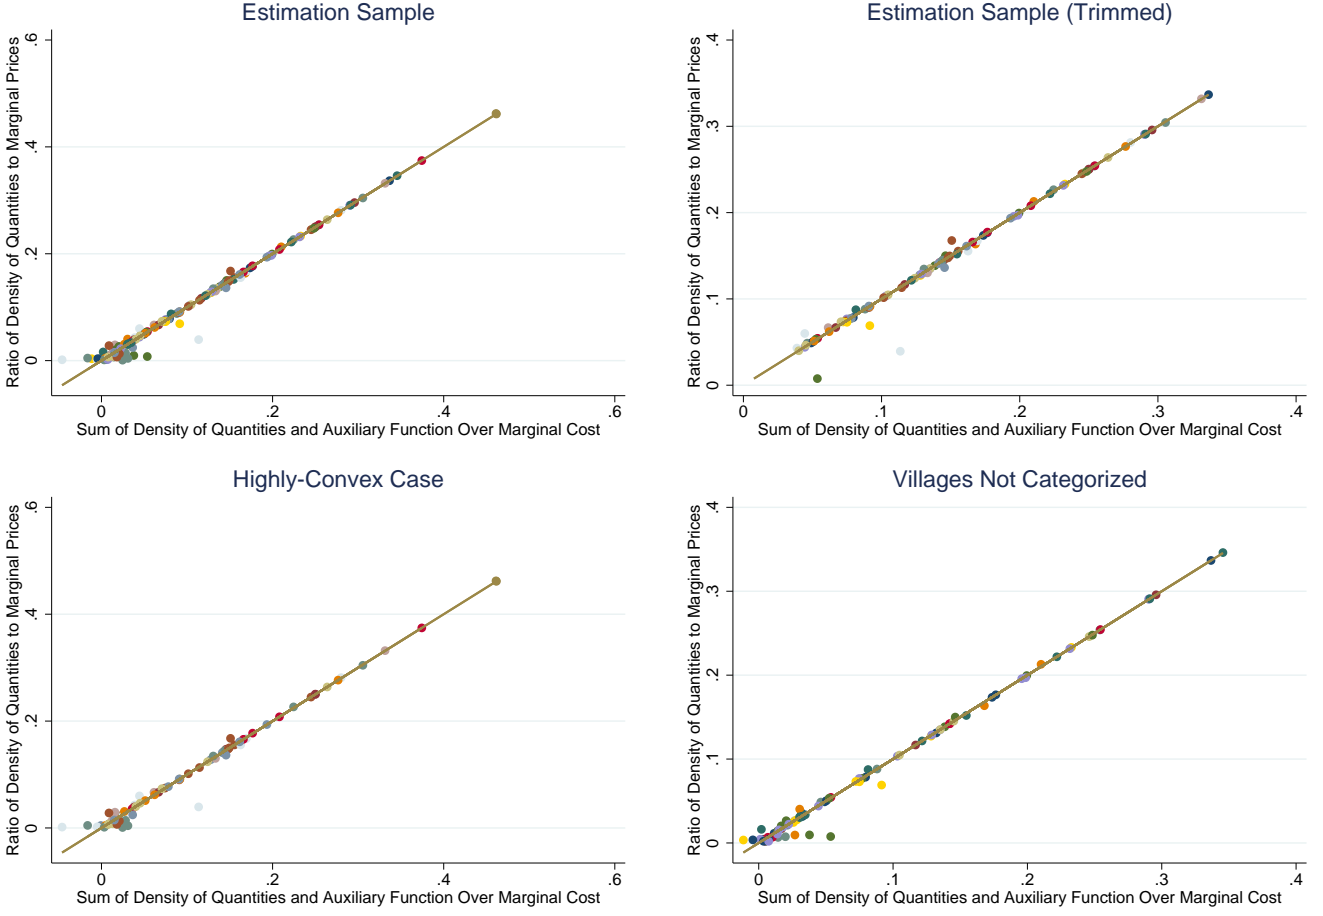 Estimation Sample
Ratio of Density of Quantities to Marginal Prices
.6
.4
.2
0
0 .2 .4 .6
Sum of Density of Quantities and Auxiliary Function Over Marginal Cost
Estimation Sample (Trimmed)
Ratio of Density of Quantities to Marginal Prices
.4
.3
.2
.1
0
0 .1 .2 .3 .4
Sum of Density of Quantities and Auxiliary Function Over Marginal Cost
Highly-Convex Case
Ratio of Density of Quantities to Marginal Prices
.6
.4
.2
0
0 .2 .4 .6
Sum of Density of Quantities and Auxiliary Function Over Marginal Cost
Villages Not Categorized
Ratio of Density of Quantities to Marginal Prices
.4
.3
.2
.1
0
0 .1 .2 .3 .4
Sum of Density of Quantities and Auxiliary Function Over Marginal Cost